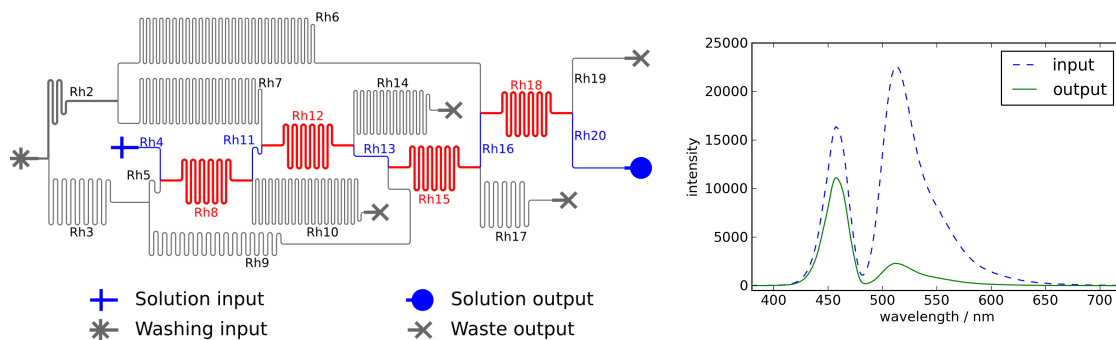 Rh6
Rh2
Rh7
Rh14
Rh18
Rh19
Rh12
Rh4
Rh11
Rh13
Rh16
Rh20
Rh5
Rh8
Rh15
Rh3
Rh10
Rh17
Rh9
Solution input
Solution output
Washing input
Waste output
25000
20000
15000
10000
5000
0
intensity
input
output
400 450 500 550 600 650 700
wavelength / nm